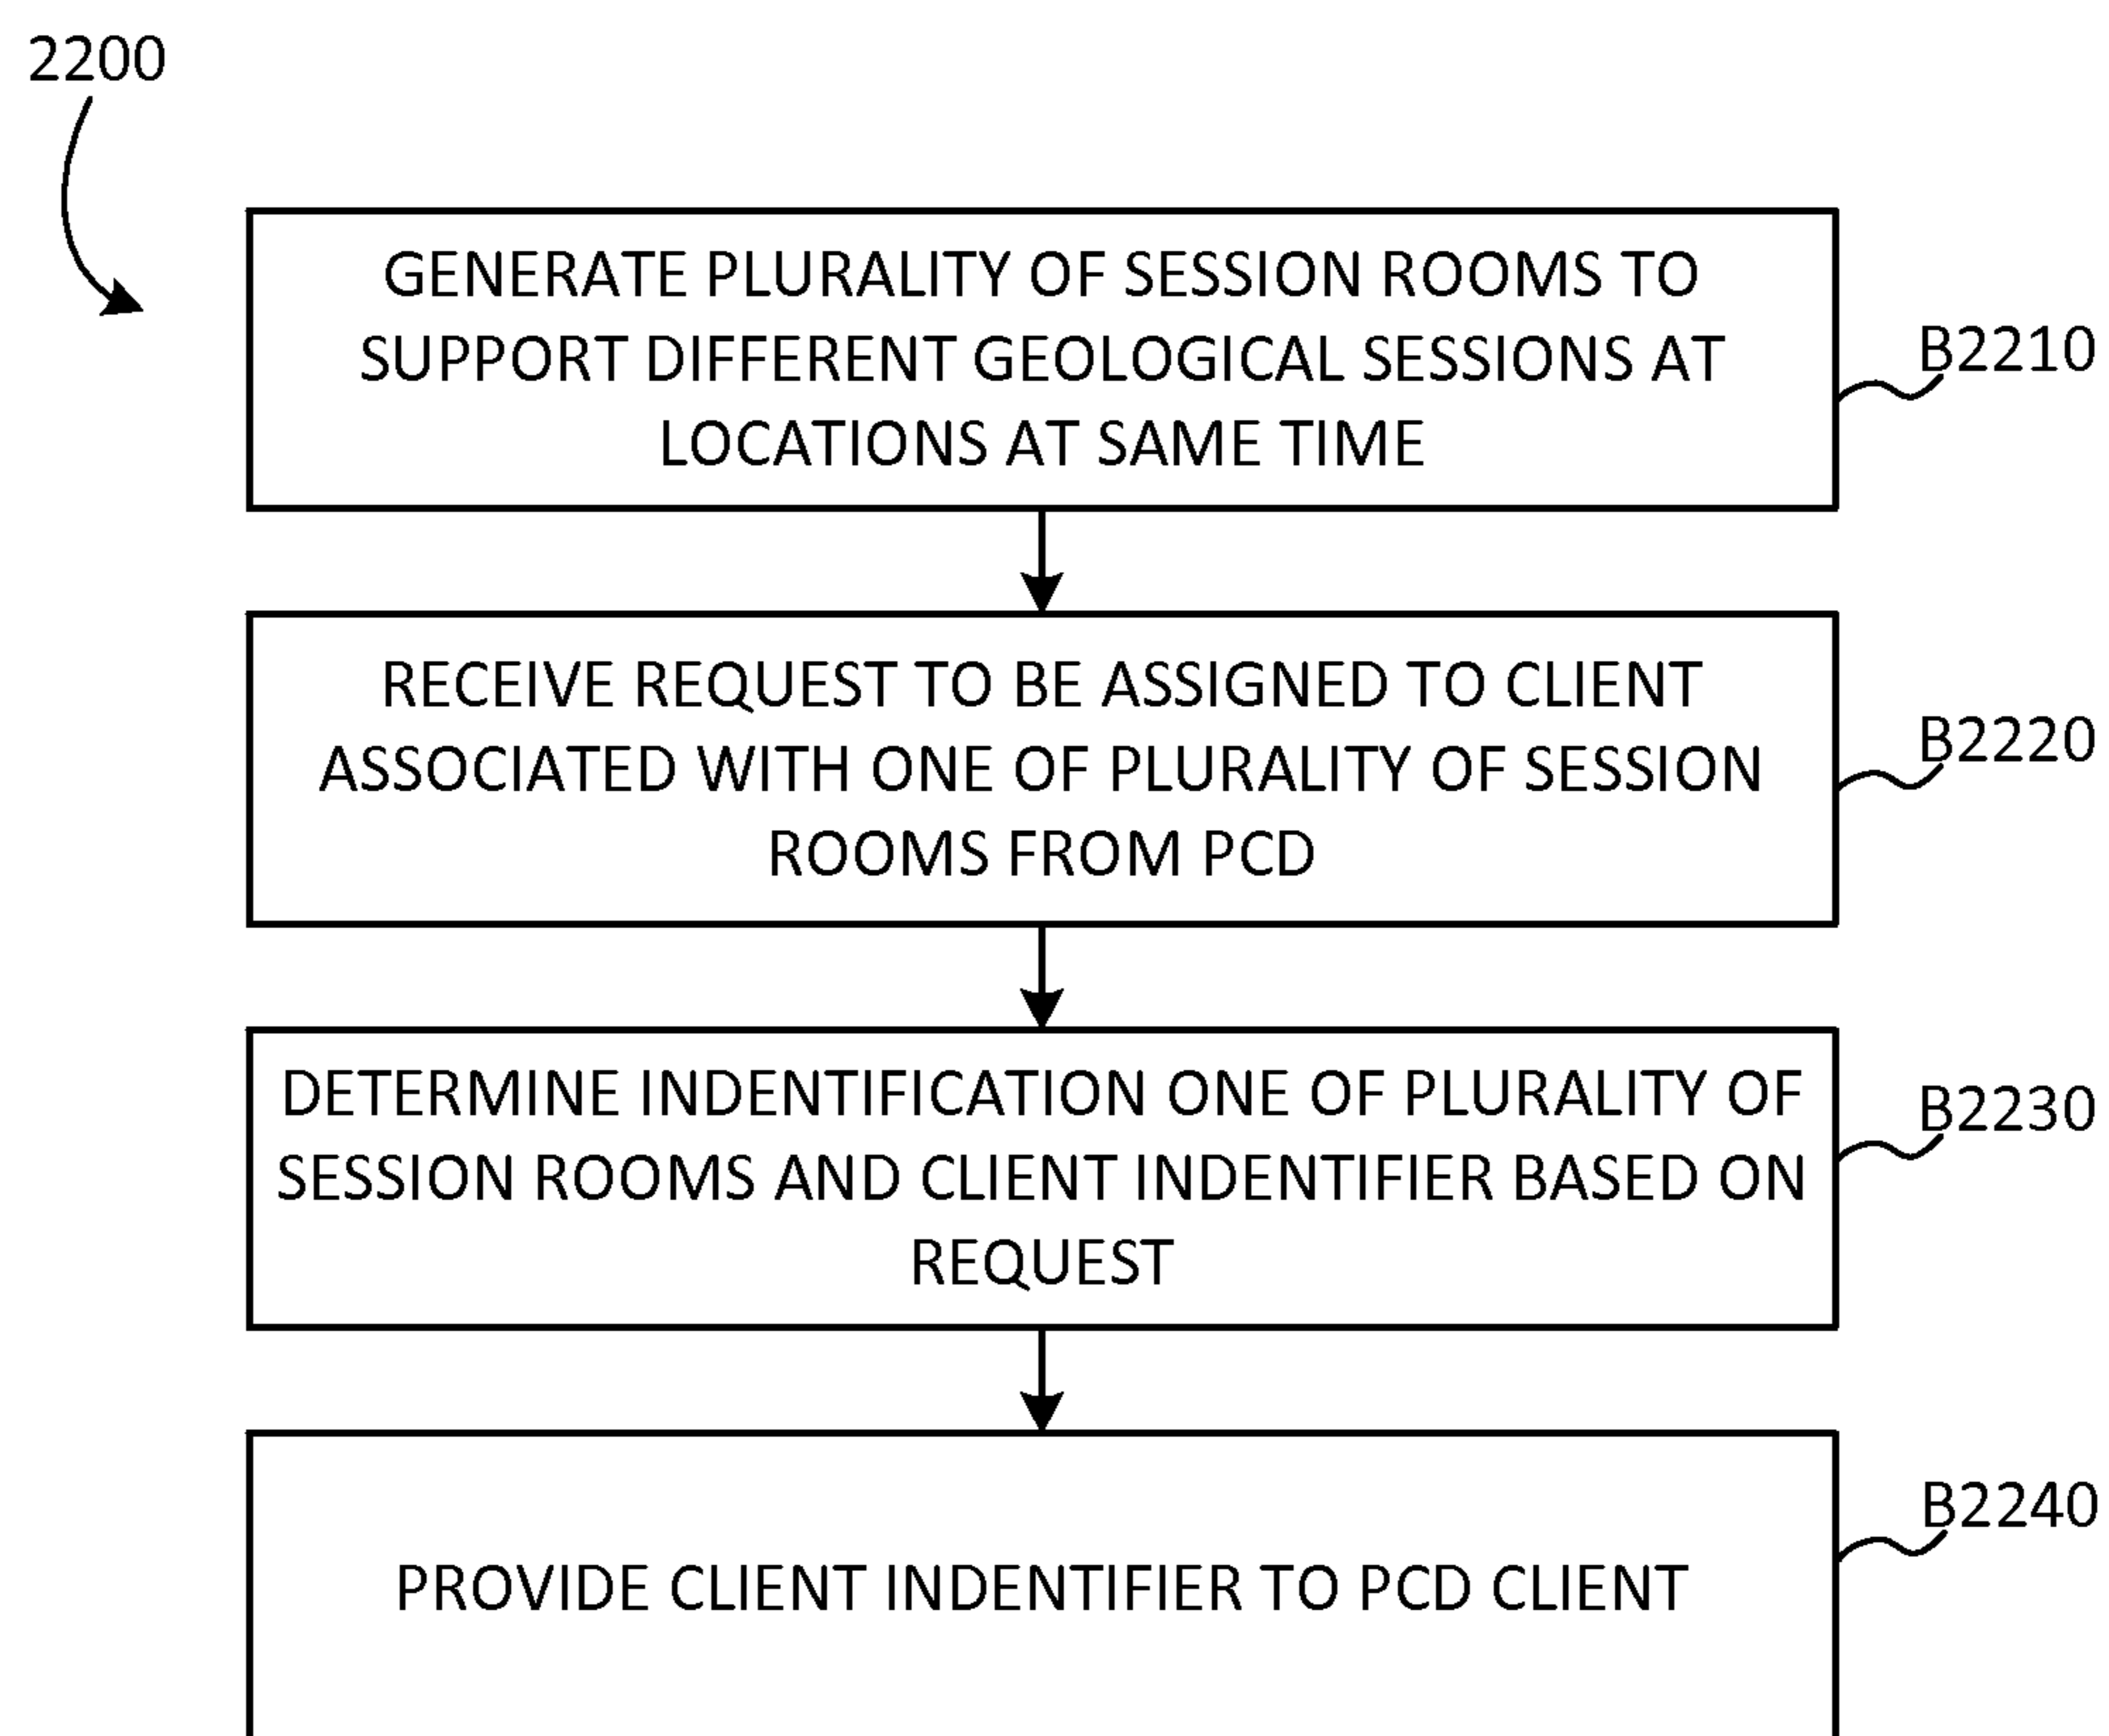 2200
GENERATE PLURALITY OF SESSION ROOMS TO
SUPPORT DIFFERENT GEOLOGICAL SESSIONS AT
LOCATIONS AT SAME TIME
B2210
RECEIVE REQUEST TO BE ASSIGNED TO CLIENT
ASSOCIATED WITH ONE OF PLURALITY OF SESSION
ROOMS FROM PCD
B2220
DETERMINE INDENTIFICATION ONE OF PLURALITY OF
SESSION ROOMS AND CLIENT INDENTIFIER BASED ON
REQUEST
B2230
PROVIDE CLIENT INDENTIFIER TO PCD CLIENT
B2240